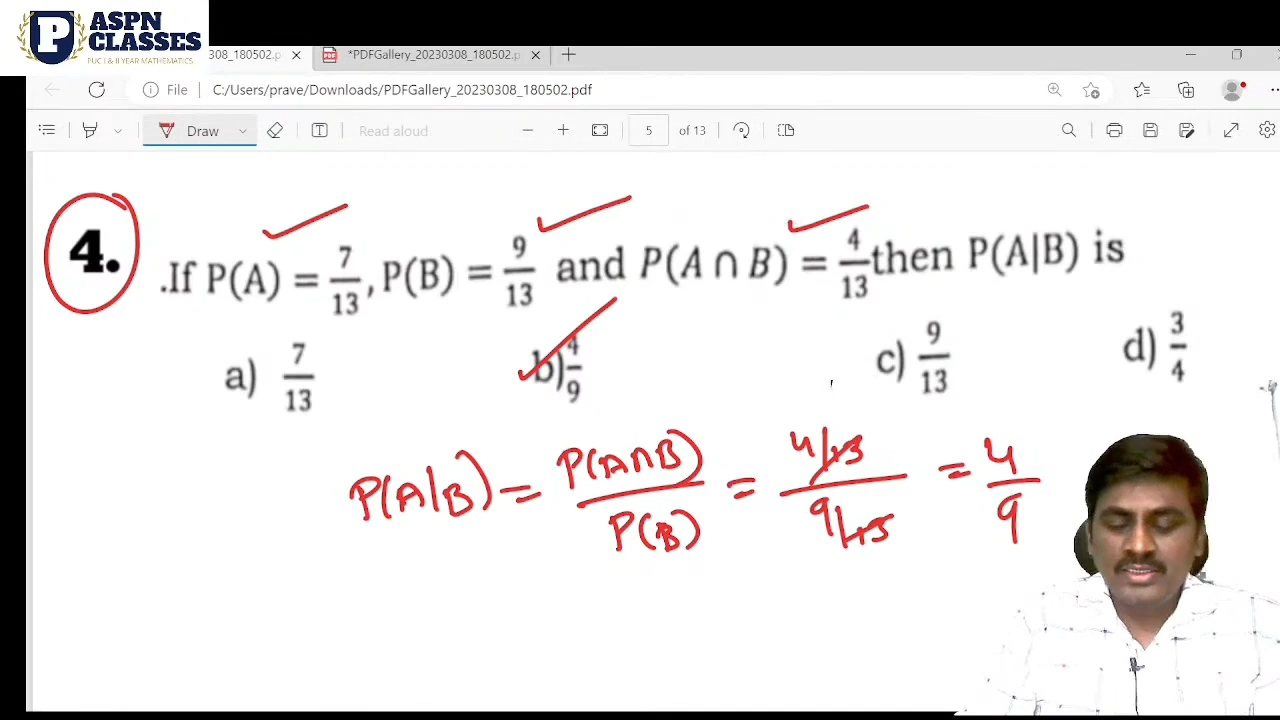 P
ASPN
CLASSES
PUC I & II YEAR MATHEMATICS
308_180502.p
*PDFGallery_20230308_180502.p
File C:/Users/prave/Downloads/PDFGallery_20230308_180502.pdf
Draw T Read aloud 5 of 13
4. .If P(A) = 7/13, P(B) = 9/13 and P(A ∩ B) = 4/13 then P(A|B) is
a) 7/13 b) 4/9 c) 9/13 d) 3/4
P(A|B) = P(A∩B)/P(B) = (4/13)/(9/13) = 4/9